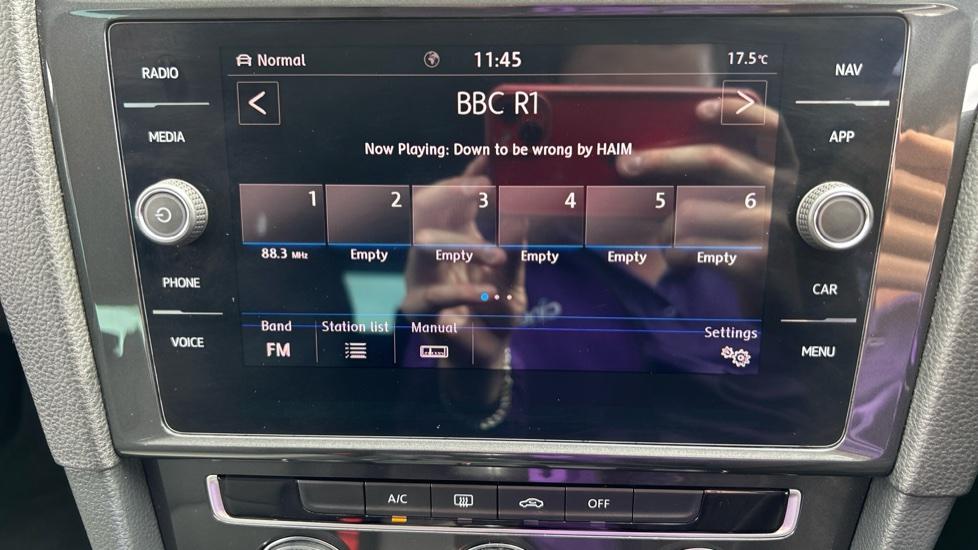 RADIO
MEDIA
PHONE
VOICE
Normal
11:45
17.5°C
BBC R1
Now Playing: Down to be wrong by HAIM
1 2 3 4 5 6
88.3 MHz Empty Empty Empty Empty Empty
Band Station list Manual Settings
FM
NAV
APP
CAR
MENU
A/C OFF